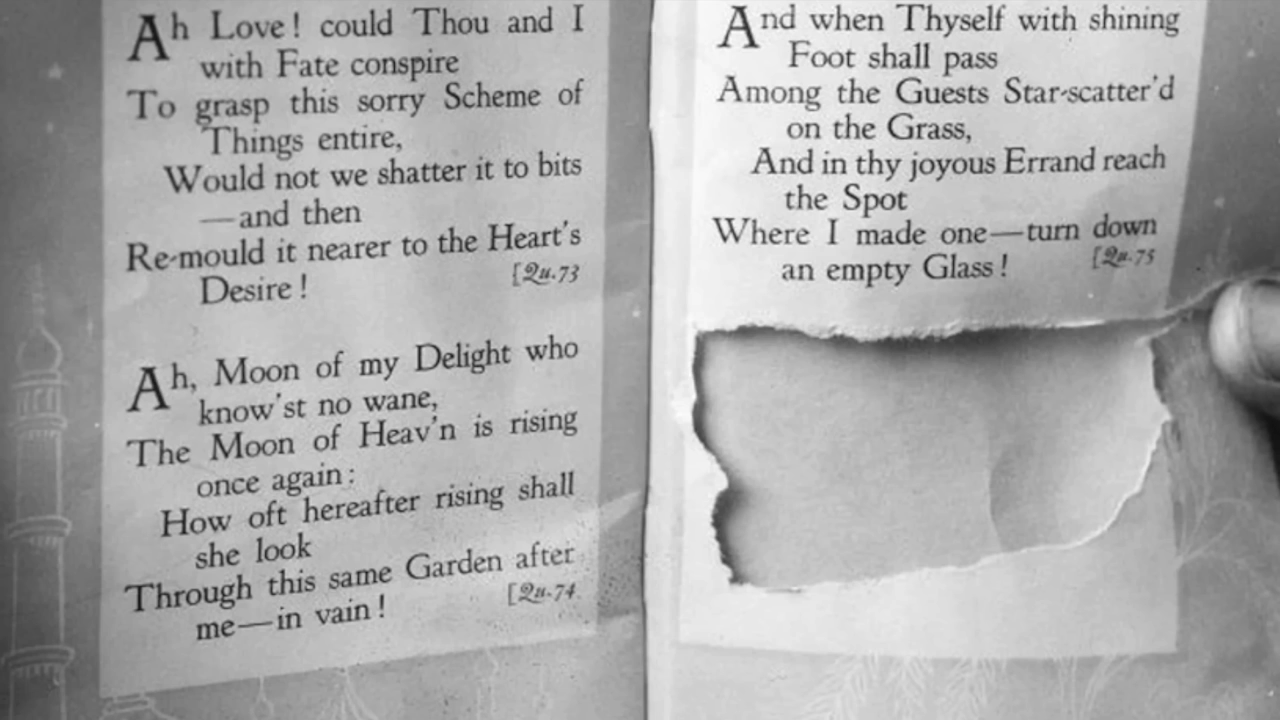 Ah Love! could Thou and I
with Fate conspire
To grasp this sorry Scheme of
Things entire,
Would not we shatter it to bits
—and then
Re-mould it nearer to the Heart's
Desire!
[Qu.73
Ah, Moon of my Delight who
know'st no wane,
The Moon of Heav'n is rising
once again:
How oft hereafter rising shall
she look
Through this same Garden after
me—in vain!
[Qu.74
And when Thyself with shining
Foot shall pass
Among the Guests Star-scatter'd
on the Grass,
And in thy joyous Errand reach
the Spot
Where I made one—turn down
an empty Glass!
[Qu.75